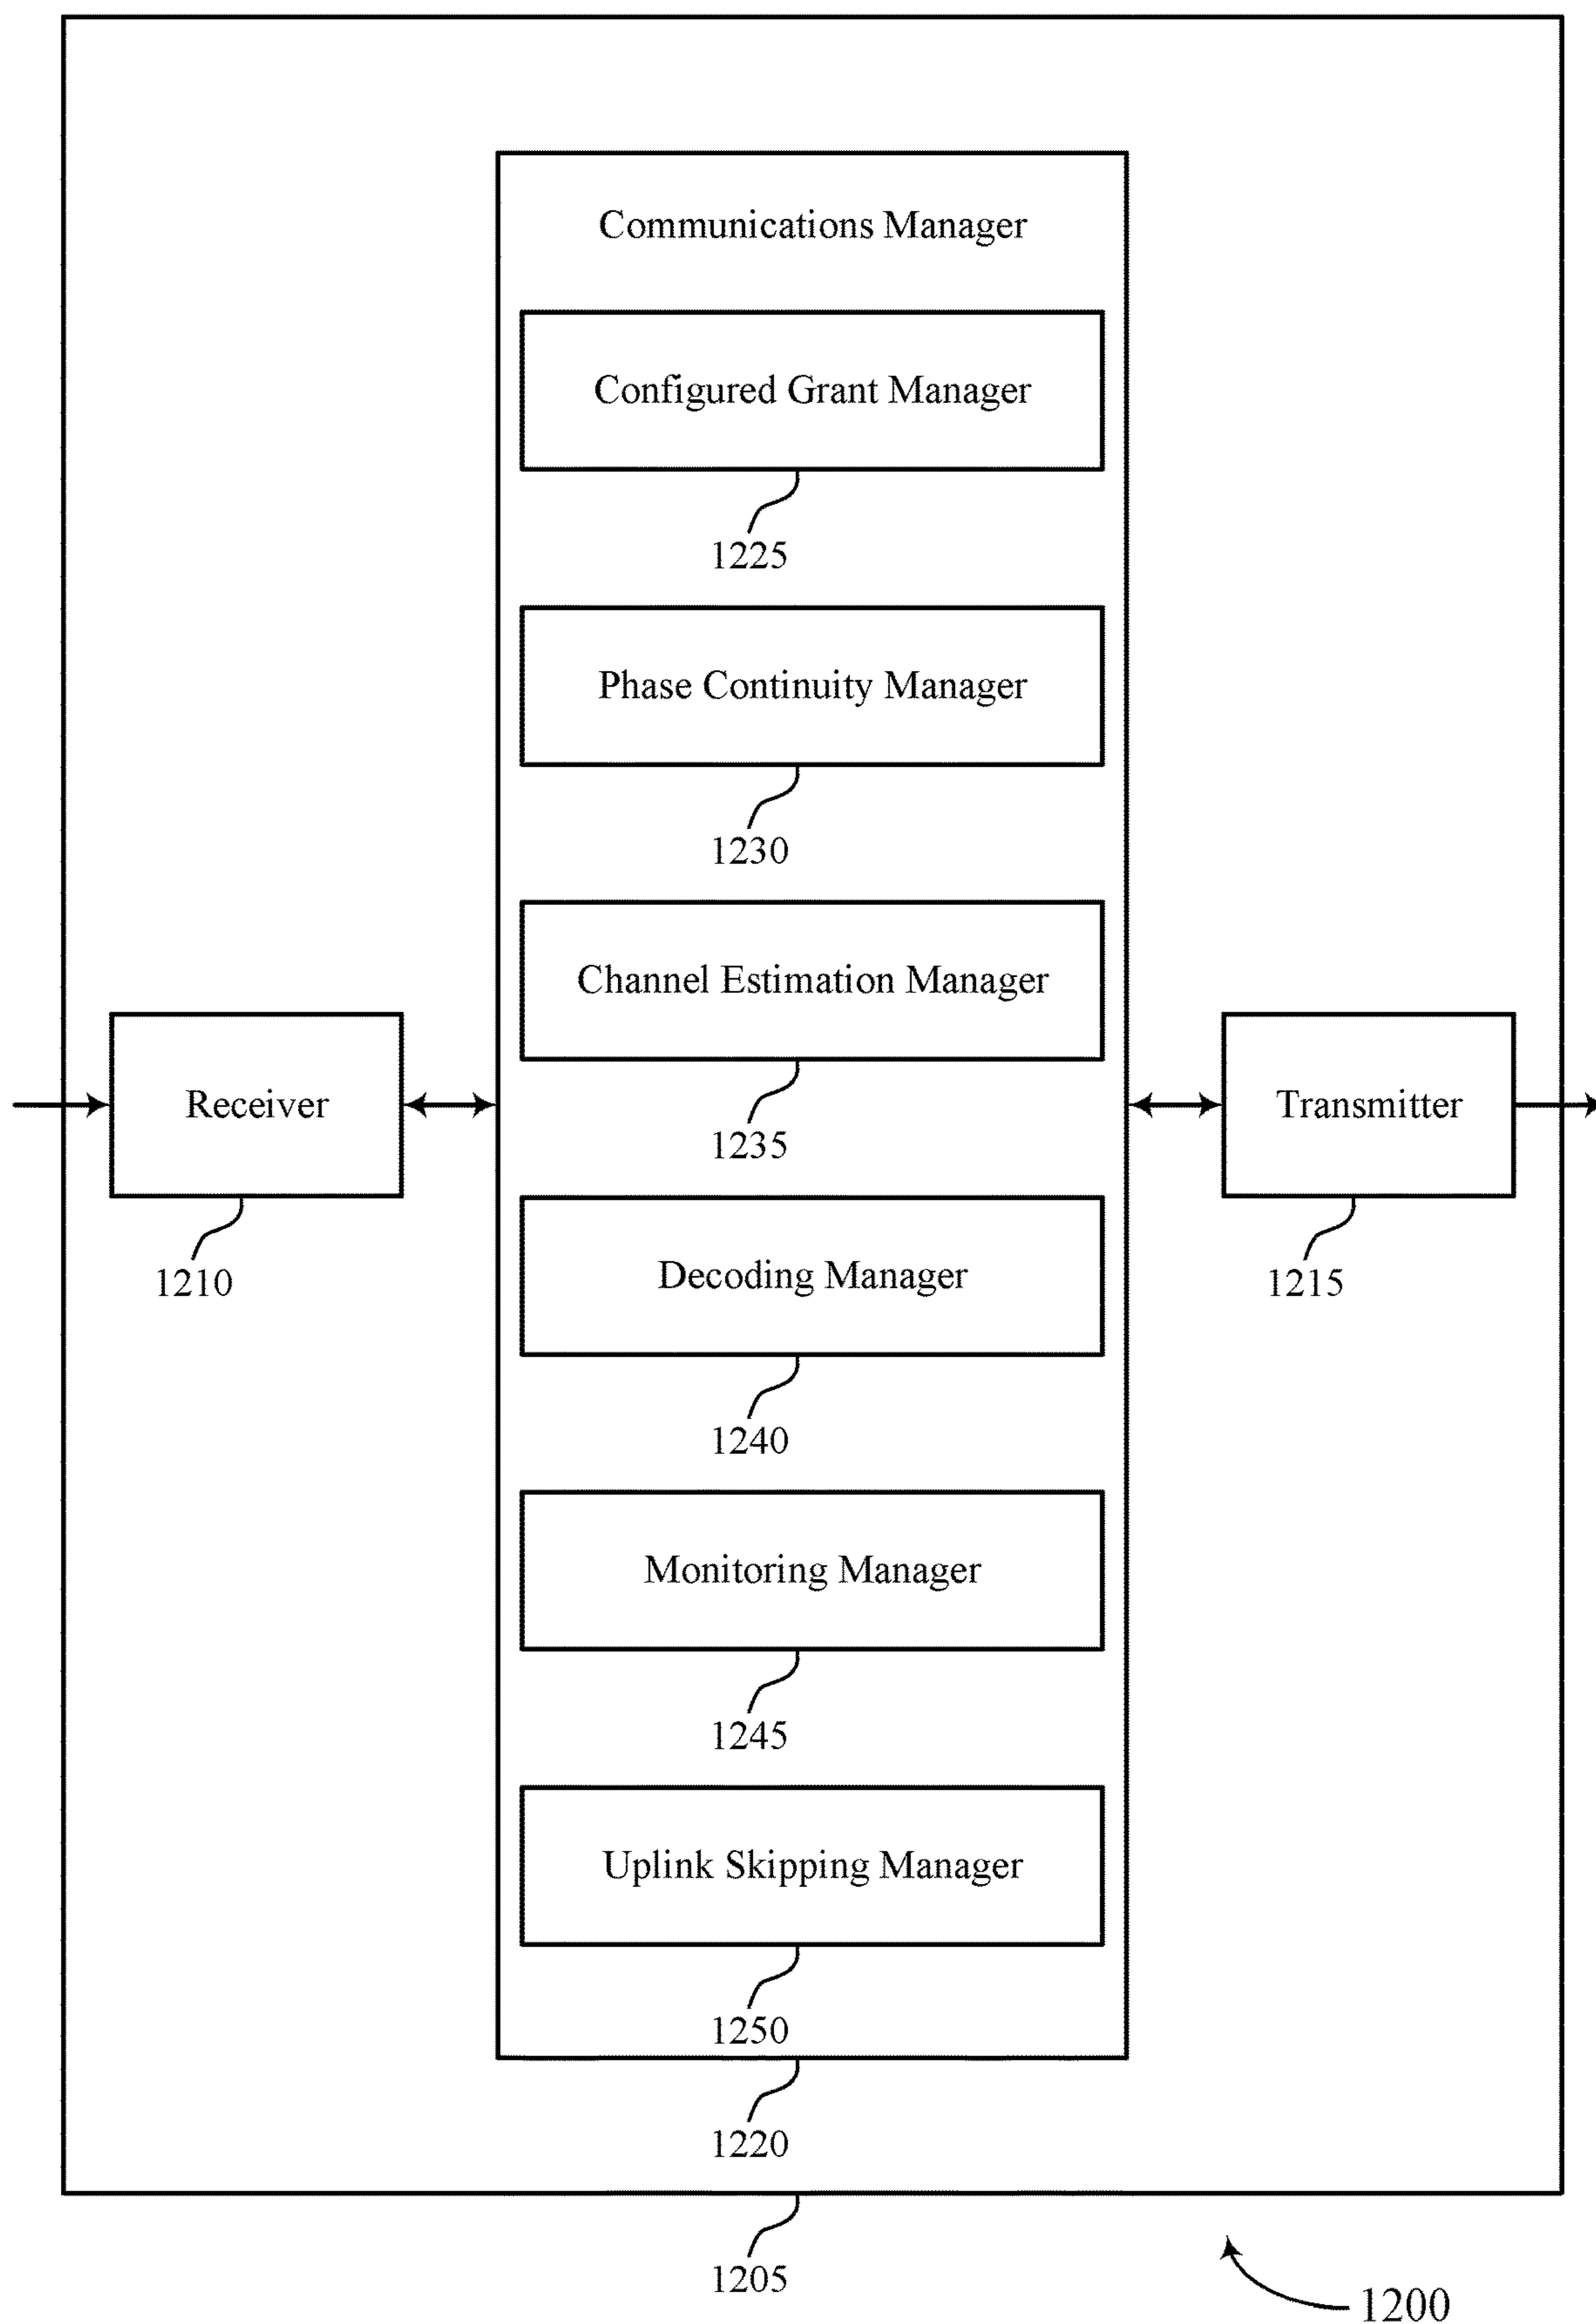 Communications Manager
Configured Grant Manager
1225
Phase Continuity Manager
1230
Channel Estimation Manager
1235
Receiver
1210
Transmitter
1215
Decoding Manager
1240
Monitoring Manager
1245
Uplink Skipping Manager
1250
1220
1205
1200